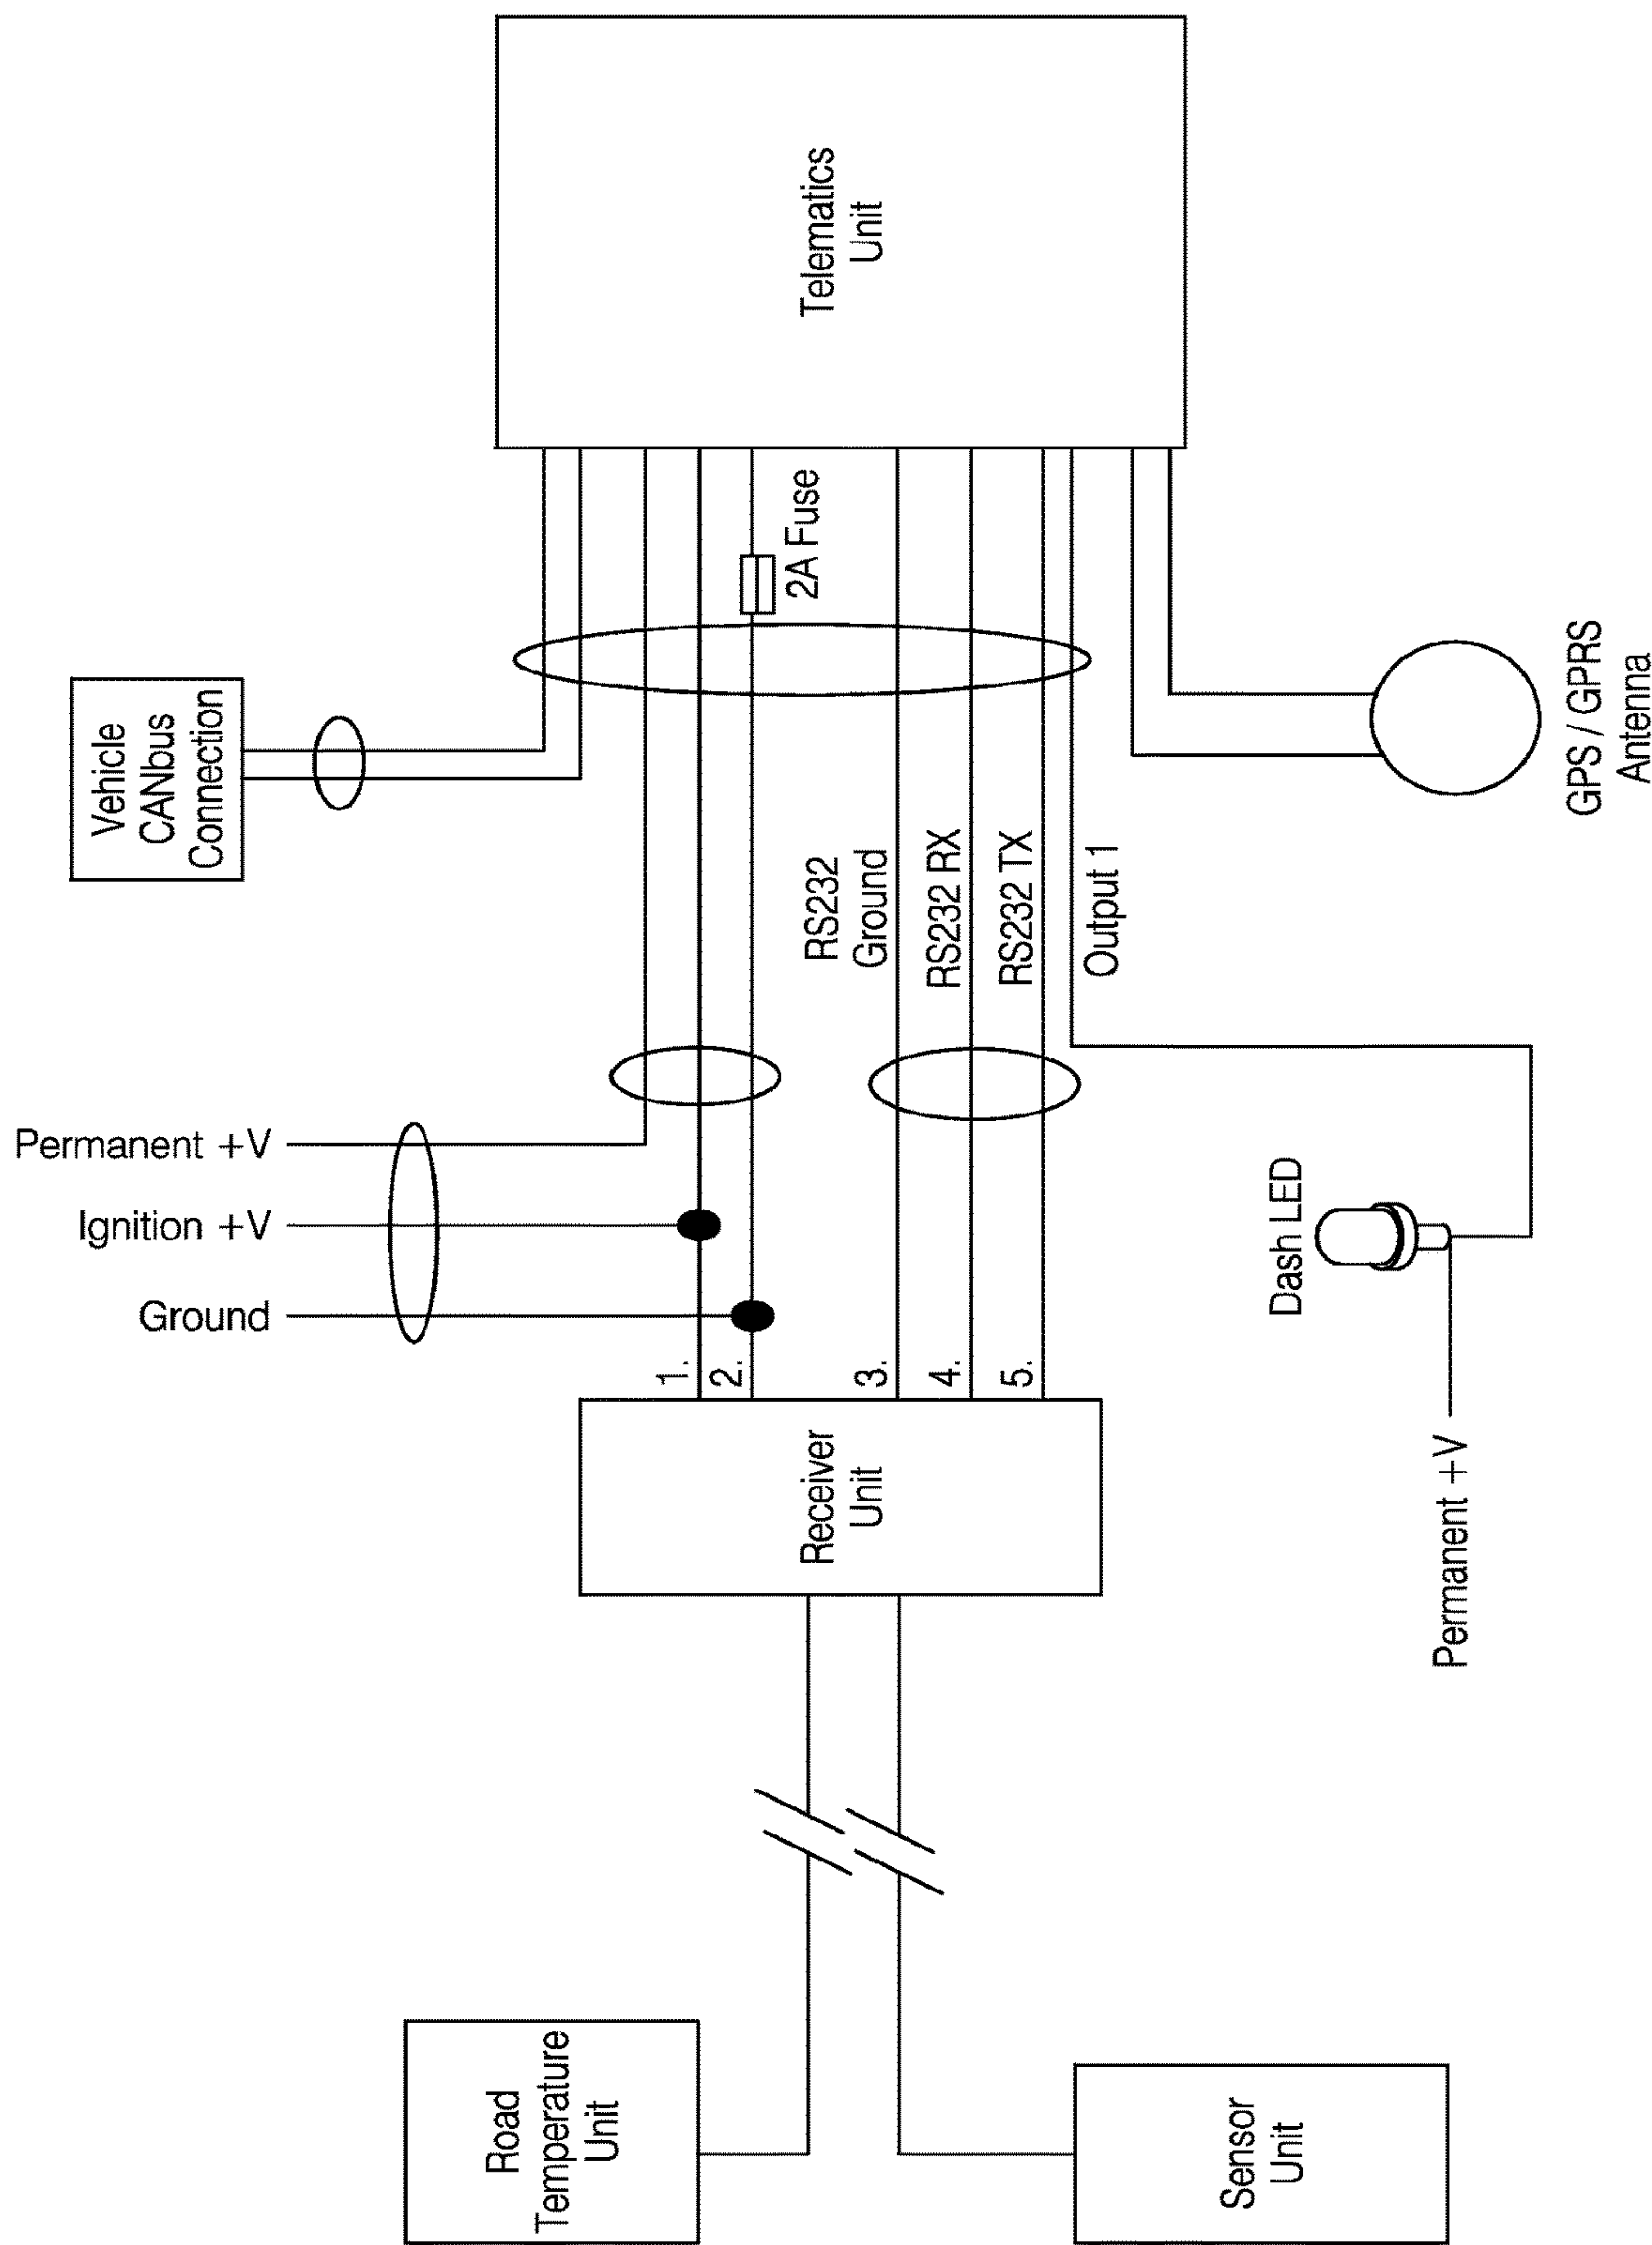 Telematics
Unit
2A Fuse
Vehicle
CANbus
Connection
GPS / GPRS
Antenna
RS232
Ground
RS232 RX
RS232 TX
Output 1
Permanent +V
Ignition +V
Ground
Dash LED
1.
2.
3.
4.
5.
Receiver
Unit
Permanent +V
Road
Temperature
Unit
Sensor
Unit